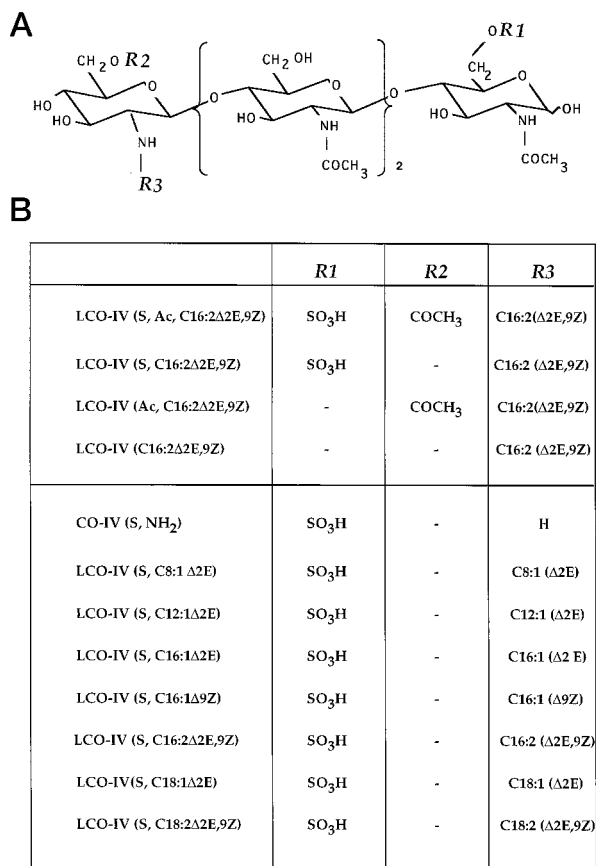 A
CH₂O R2
CH₂ OH
OR1
CH₂
O
O
O
O
O
HO
HO
HO
HO
OH
NH
NH
NH
R3
COCH₃
2
COCH₃
B
R1 R2 R3
LCO-IV (S, Ac, C16:2Δ2E,9Z) SO₃H COCH₃ C16:2(Δ2E,9Z)
LCO-IV (S, C16:2Δ2E,9Z) SO₃H - C16:2 (Δ2E,9Z)
LCO-IV (Ac, C16:2Δ2E,9Z) - COCH₃ C16:2(Δ2E,9Z)
LCO-IV (C16:2Δ2E,9Z) - - C16:2 (Δ2E,9Z)
CO-IV (S, NH₂) SO₃H - H
LCO-IV (S, C8:1 Δ2E) SO₃H - C8:1 (Δ2E)
LCO-IV (S, C12:1Δ2E) SO₃H - C12:1 (Δ2E)
LCO-IV (S, C16:1Δ2E) SO₃H - C16:1 (Δ2 E)
LCO-IV (S, C16:1Δ9Z) SO₃H - C16:1 (Δ9Z)
LCO-IV (S, C16:2Δ2E,9Z) SO₃H - C16:2 (Δ2E,9Z)
LCO-IV(S, C18:1Δ2E) SO₃H - C18:1 (Δ2E)
LCO-IV (S, C18:2Δ2E,9Z) SO₃H - C18:2 (Δ2E,9Z)